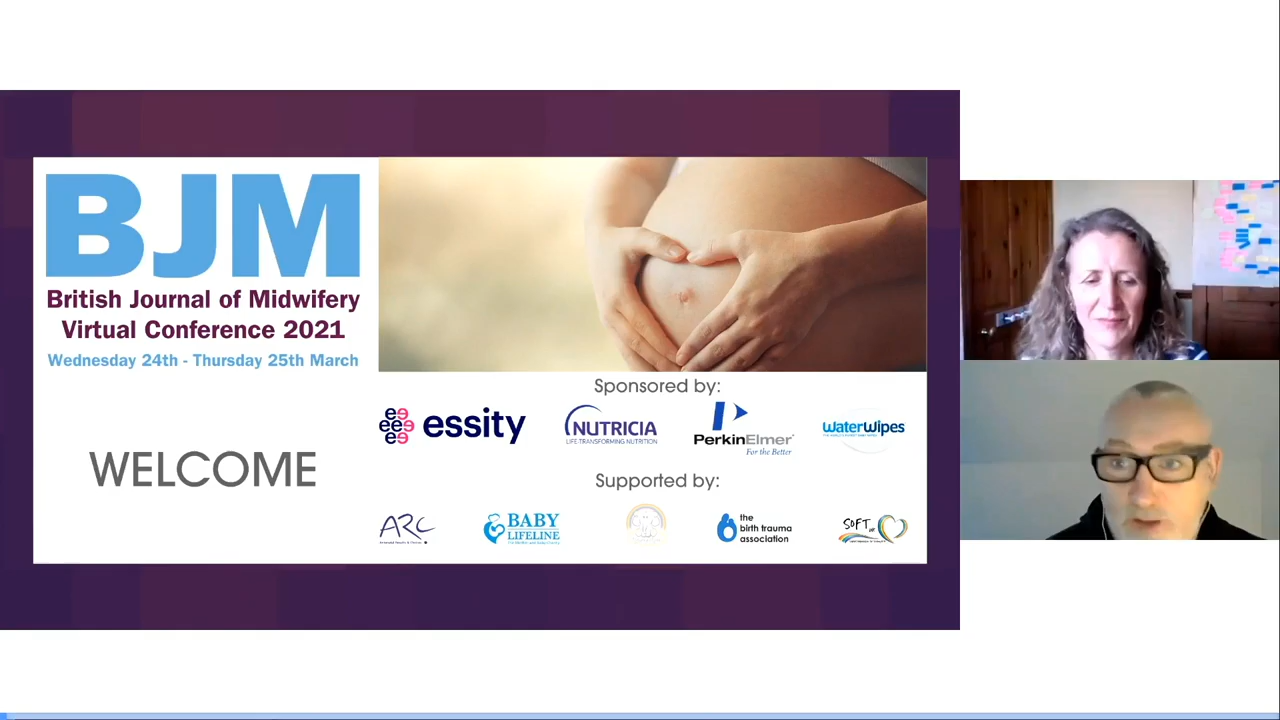 BJM
British Journal of Midwifery
Virtual Conference 2021
Wednesday 24th - Thursday 25th March
WELCOME
Sponsored by:
essity
NUTRICIA
LIFE-TRANSFORMING NUTRITION
PerkinElmer
For the Better
waterwipes
Supported by:
ARC
BABY
LIFELINE
the
birth trauma
association
SOFT UK